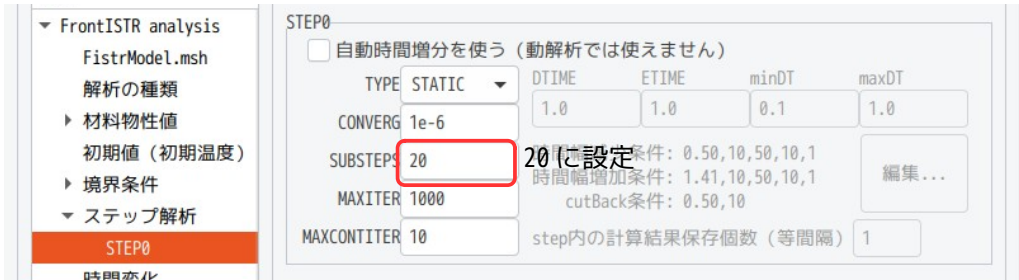 FrontISTR analysis
FistrModel.msh
解析の種類
材料物性値
初期値（初期温度）
境界条件
ステップ解析
STEP0
時間変化
STEP0
自動時間増分を使う（動解析では使えません）
TYPE STATIC
DTIME ETIME minDT maxDT
1.0 1.0 0.1 1.0
CONVERG 1e-6
SUBSTEPS 20
20に設定
条件: 0.50,10,50,10,1
時間幅増加条件: 1.41,10,50,10,1
cutBack条件: 0.50,10
編集...
MAXITER 1000
MAXCONTITER 10
step内の計算結果保存個数（等間隔） 1